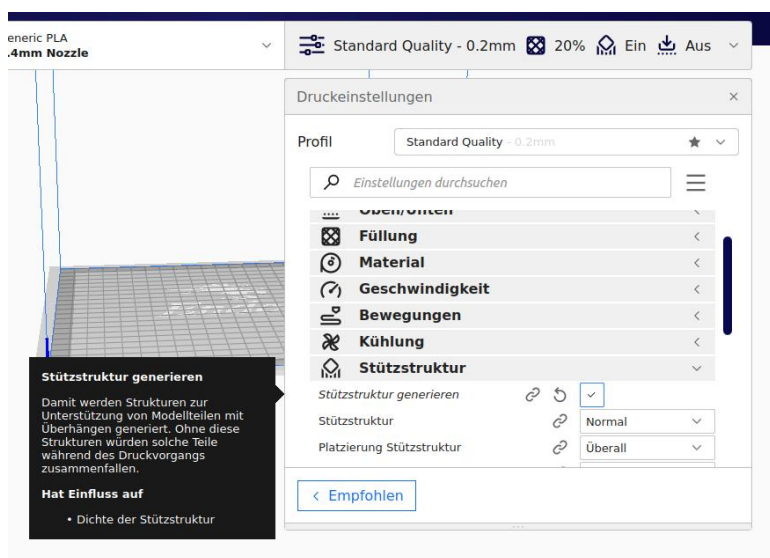 eneric PLA
.4mm Nozzle
Standard Quality - 0.2mm 20% Ein Aus
Druckeinstellungen
Profil Standard Quality - 0.2mm
Einstellungen durchsuchen
Oben/Unten
Füllung
Material
Geschwindigkeit
Bewegungen
Kühlung
Stützstruktur
Stützstruktur generieren
Stützstruktur Normal
Platzierung Stützstruktur Überall
Empfohlen
Stützstruktur generieren
Damit werden Strukturen zur
Unterstützung von Modellteilen mit
Überhängen generiert. Ohne diese
Strukturen würden solche Teile
während des Druckvorgangs
zusammenfallen.
Hat Einfluss auf
• Dichte der Stützstruktur